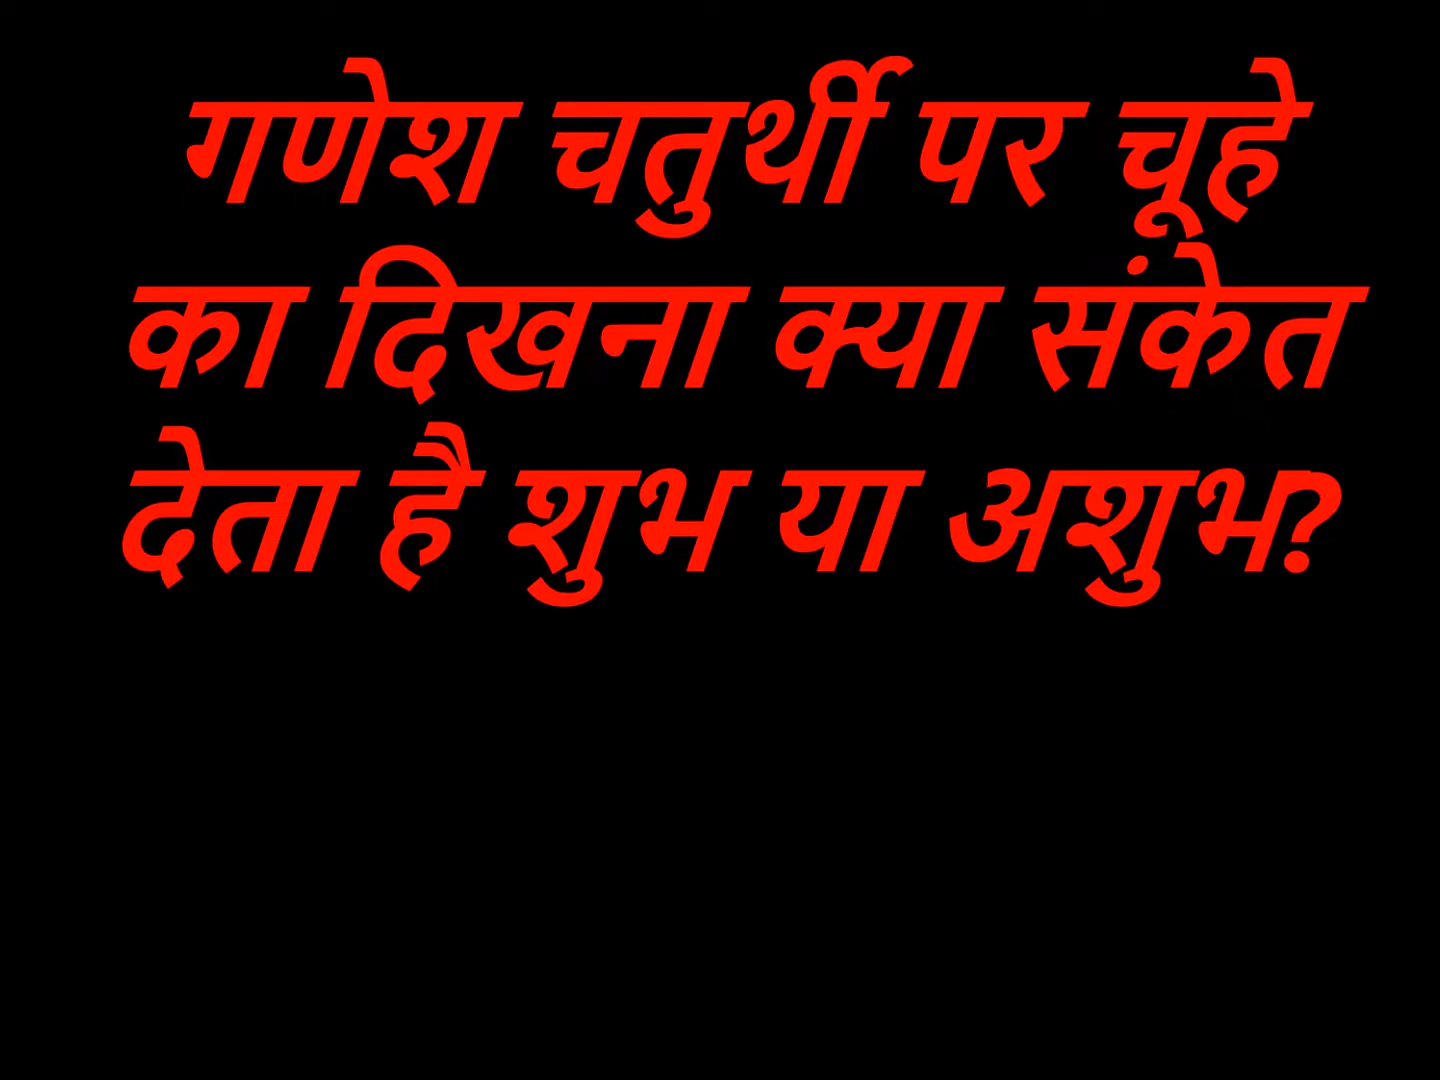 गणेश चतुर्थी पर चूहे
का दिखना क्या संकेत
देता है शुभ या अशुभ?